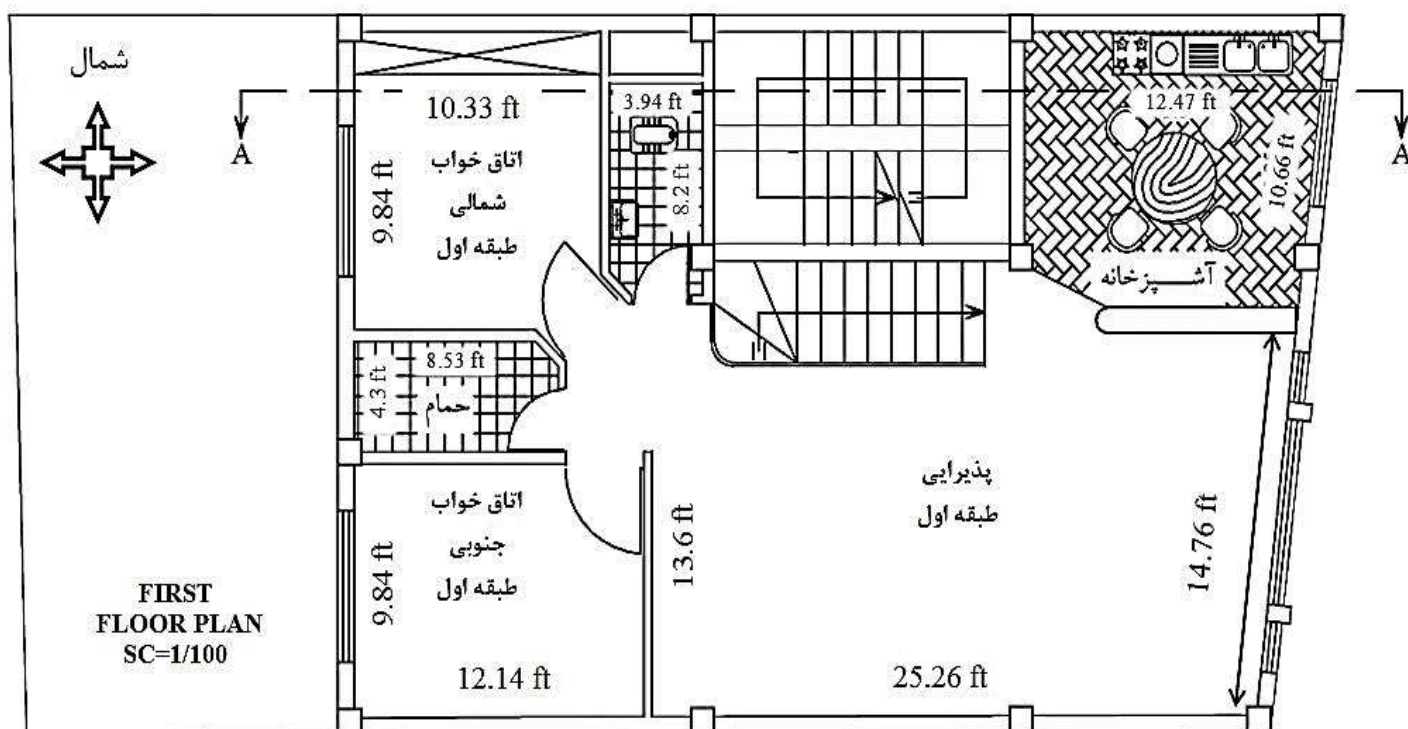 شمال
A
A
10.33 ft
9.84 ft
اتاق خواب
شمالی
طبقه اول
3.94 ft
8.2 ft
12.47 ft
10.66 ft
آشپزخانه
8.53 ft
4.3 ft
حمام
اتاق خواب
جنوبی
طبقه اول
9.84 ft
12.14 ft
13.6 ft
پذیرایی
طبقه اول
25.26 ft
14.76 ft
FIRST
FLOOR PLAN
SC=1/100